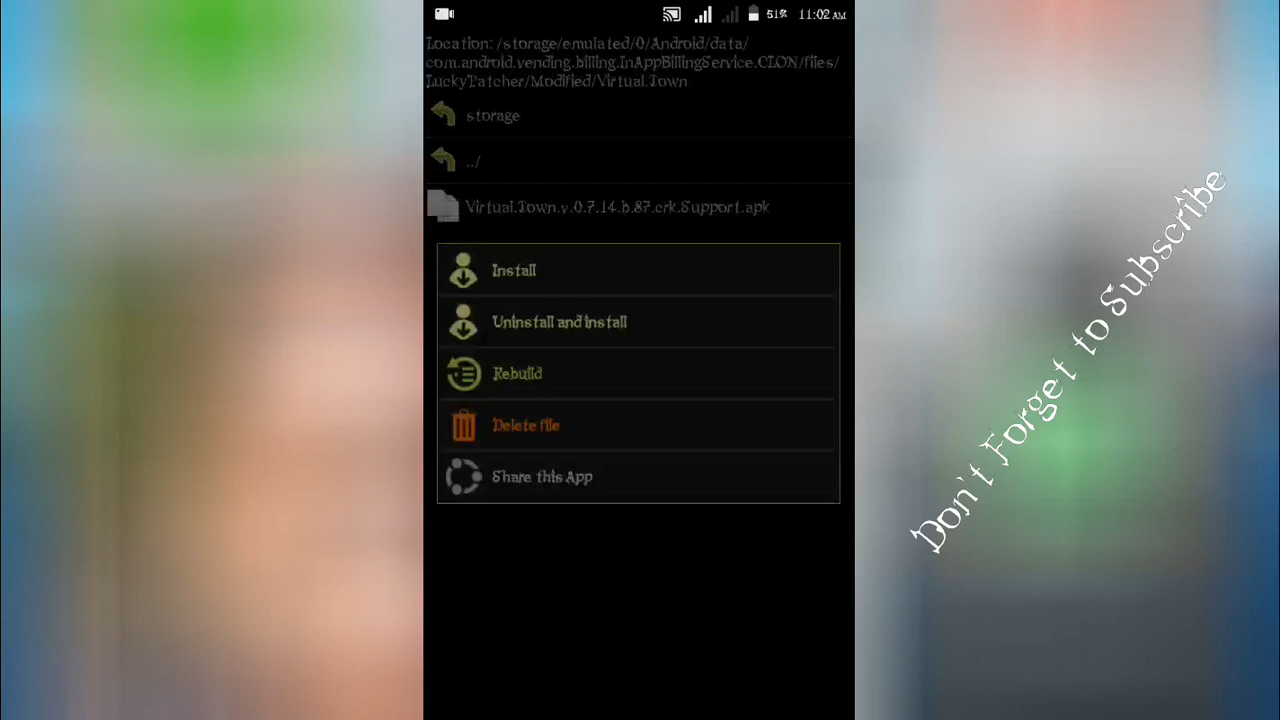 51% 11:02 AM
Location: /storage/emulated/0/Android/data/
com.android.vending.billing.InAppBillingService.CLON/files/
LuckyPatcher/Modified/Virtual.Town
storage
../
Virtual.Town.v.0.7.14.b.87.crk.Support.apk
Install
Uninstall and install
Rebuild
Delete file
Share this App
Don't Forget to Subscribe